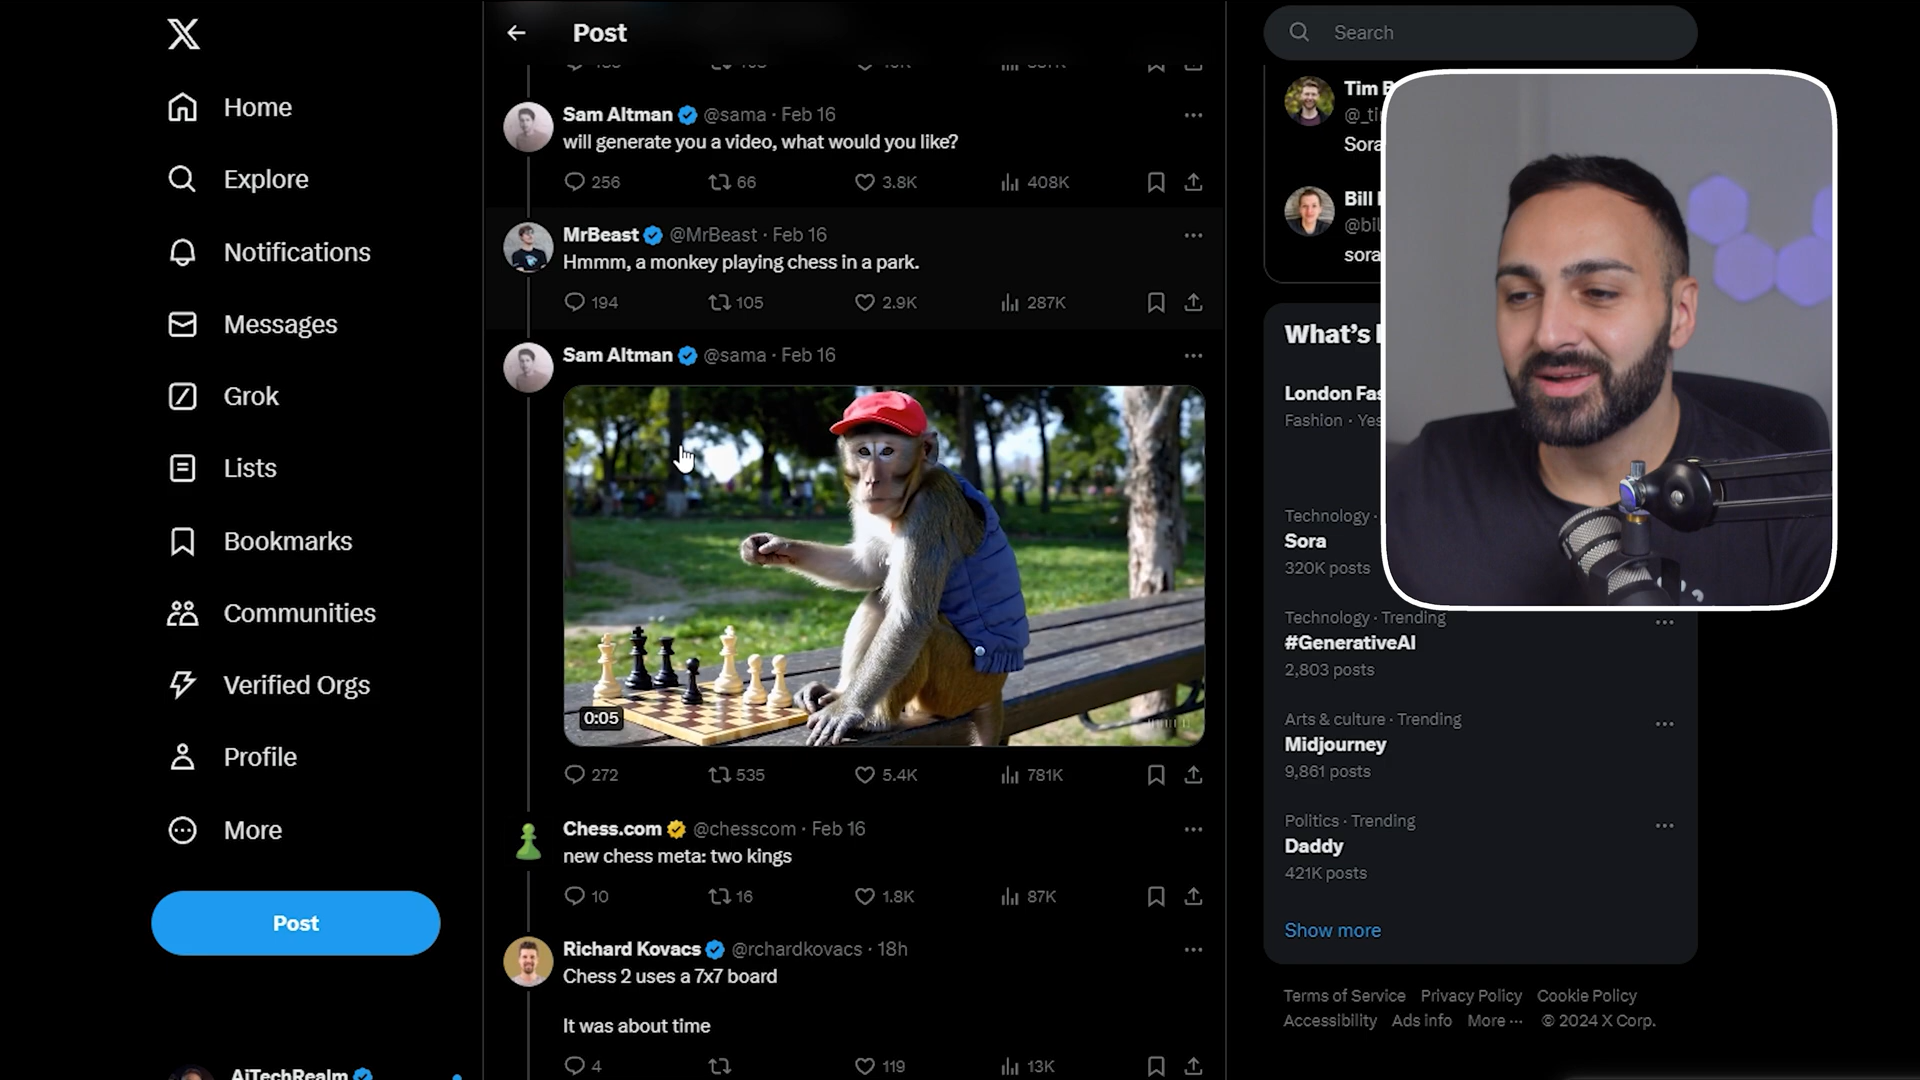 Post
Search
Home
Explore
Notifications
Messages
Grok
Lists
Bookmarks
Communities
Verified Orgs
Profile
More
Post
AiTechRealm
Sam Altman @sama · Feb 16
will generate you a video, what would you like?
256 66 3.8K 408K
MrBeast @MrBeast · Feb 16
Hmmm, a monkey playing chess in a park.
194 105 2.9K 287K
Sam Altman @sama · Feb 16
0:05
272 535 5.4K 781K
Chess.com @chesscom · Feb 16
new chess meta: two kings
10 16 1.8K 87K
Richard Kovacs @rchardkovacs · 18h
Chess 2 uses a 7x7 board
It was about time
4 119 13K
Tim
Sora
Bill
sora
What's
London
Fashion ·
Technology ·
Sora
320K posts
Technology · Trending
#GenerativeAI
2,803 posts
Arts & culture · Trending
Midjourney
9,861 posts
Politics · Trending
Daddy
421K posts
Show more
Terms of Service Privacy Policy Cookie Policy
Accessibility Ads info More ··· © 2024 X Corp.